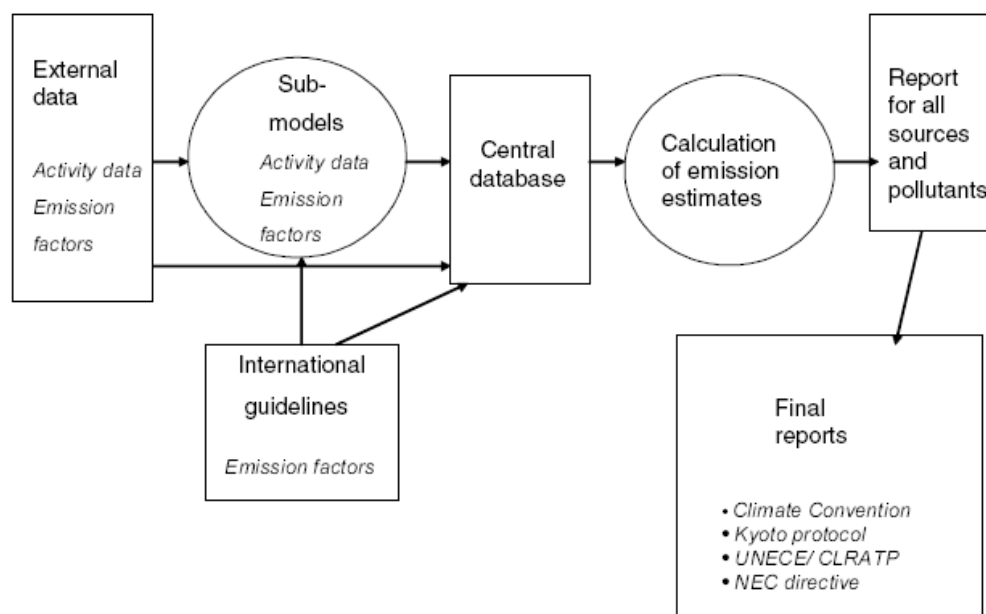 External
data
Activity data
Emission
factors
Sub-
models
Activity data
Emission
factors
Central
database
Calculation
of emission
estimates
Report
for all
sources
and
pollutants
International
guidelines
Emission factors
Final
reports
• Climate Convention
• Kyoto protocol
• UNECE/ CLRATP
• NEC directive